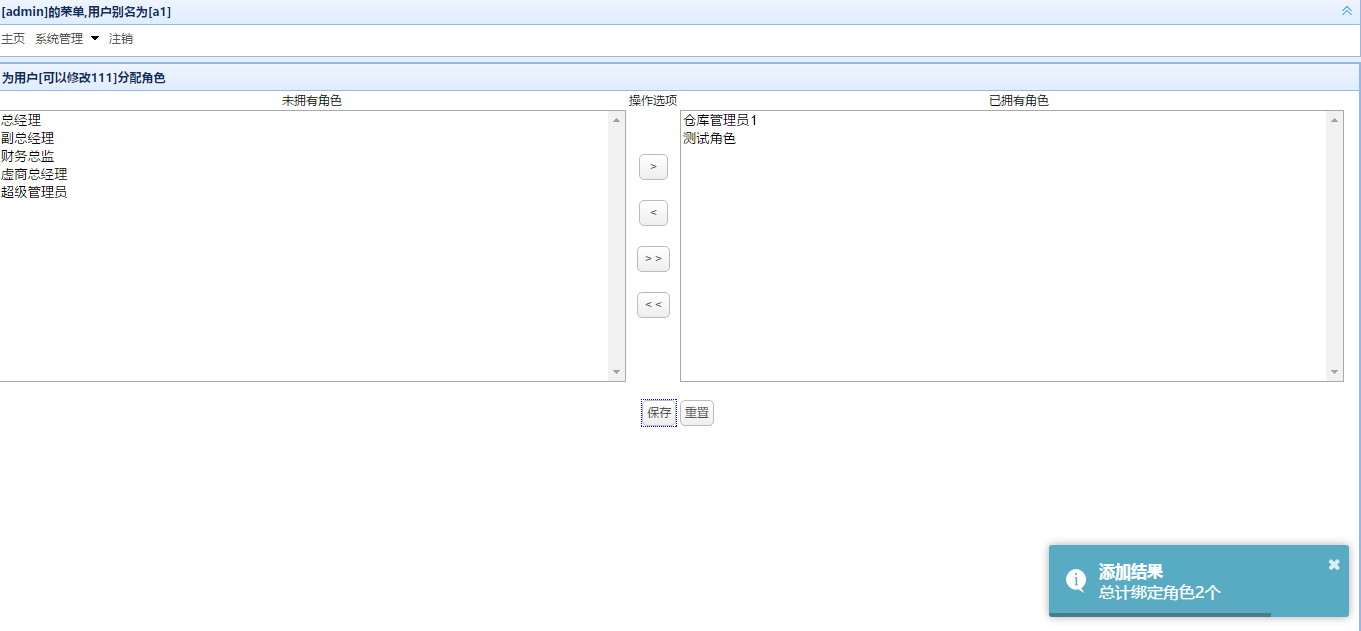 [admin]的荣单,用户别名为[a1]
主页 系统管理 注销
为用户[可以修改111]分配角色
未拥有角色 操作选项 已拥有角色
总经理
副总经理
财务总监
虚商总经理
超级管理员
>
<
> >
< <
仓库管理员1
测试角色
保存 重置
添加结果
总计绑定角色2个